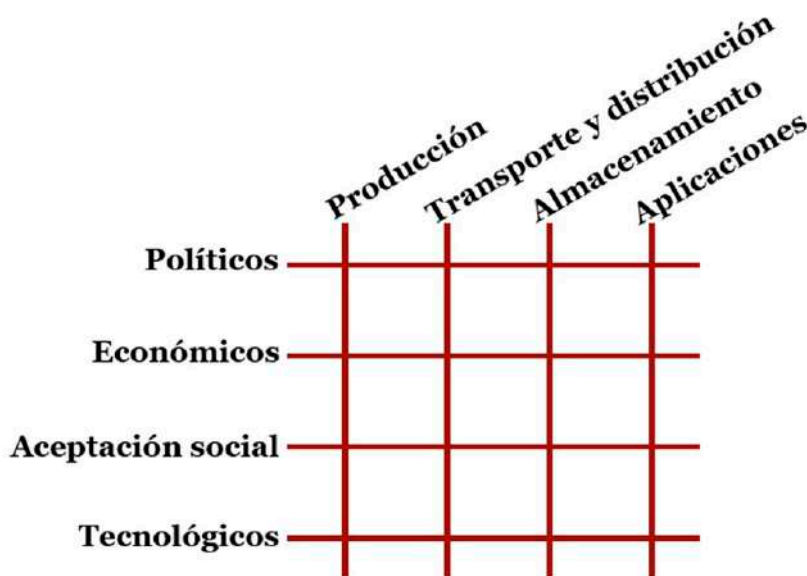 Producción
Transporte y distribución
Almacenamiento
Aplicaciones
Políticos
Económicos
Aceptación social
Tecnológicos